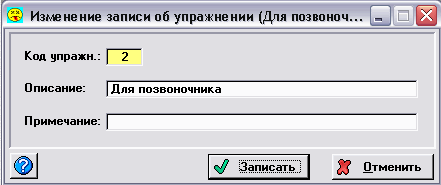 Изменение записи об упражнении (Для позвоноч...
Код упражн.: 2
Описание: Для позвоночника
Примечание:
? Записать Отменить